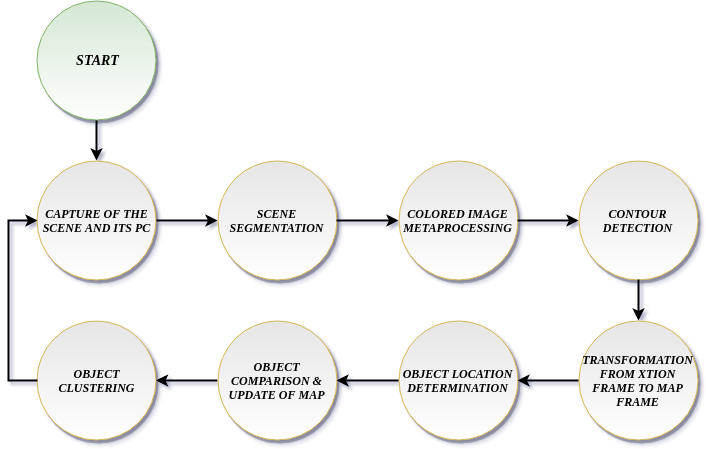 START
CAPTURE OF THE
SCENE AND ITS PC
SCENE
SEGMENTATION
COLORED IMAGE
METAPROCESSING
CONTOUR
DETECTION
TRANSFORMATION
FROM XTION
FRAME TO MAP
FRAME
OBJECT LOCATION
DETERMINATION
OBJECT
COMPARISON &
UPDATE OF MAP
OBJECT
CLUSTERING